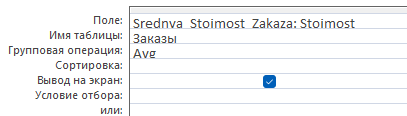 Поле: Srednya_Stoimost_Zakaza: Stoimost
Имя таблицы: Заказы
Групповая операция: Avg
Сортировка:
Вывод на экран:
Условие отбора:
или: